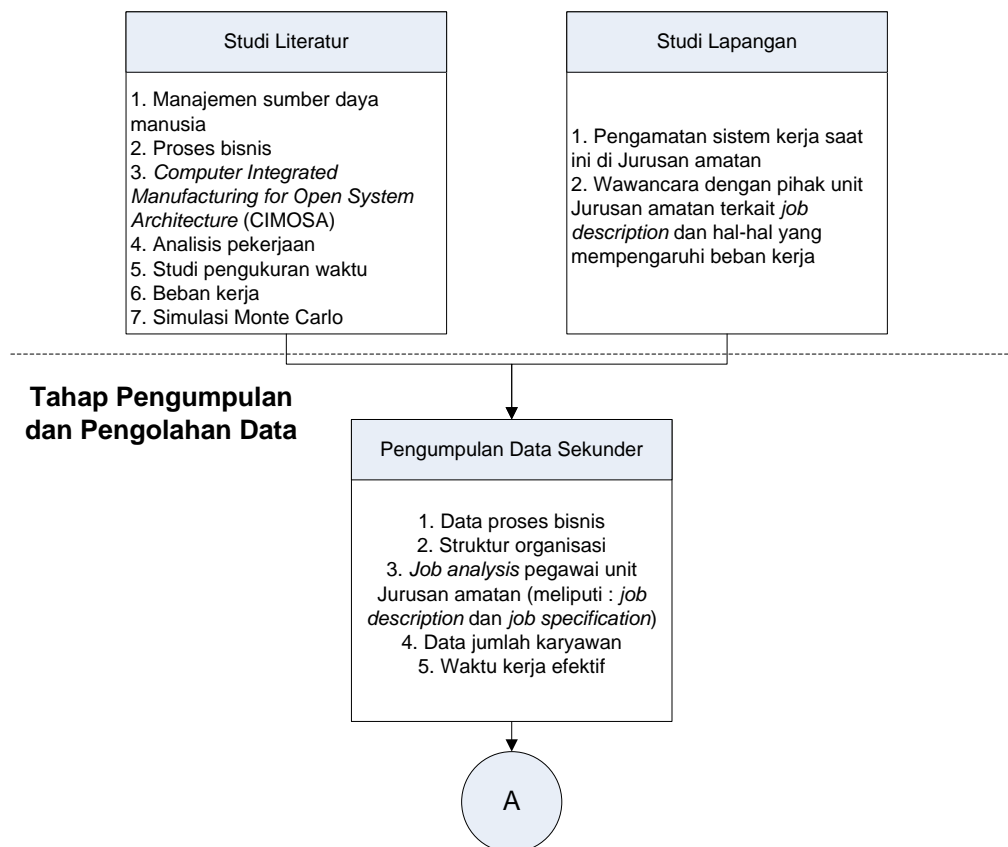 Studi Literatur
1. Manajemen sumber daya
manusia
2. Proses bisnis
3. Computer Integrated
Manufacturing for Open System
Architecture (CIMOSA)
4. Analisis pekerjaan
5. Studi pengukuran waktu
6. Beban kerja
7. Simulasi Monte Carlo
Studi Lapangan
1. Pengamatan sistem kerja saat
ini di Jurusan amatan
2. Wawancara dengan pihak unit
Jurusan amatan terkait job
description dan hal-hal yang
mempengaruhi beban kerja
Tahap Pengumpulan
dan Pengolahan Data
Pengumpulan Data Sekunder
1. Data proses bisnis
2. Struktur organisasi
3. Job analysis pegawai unit
Jurusan amatan (meliputi : job
description dan job specification)
4. Data jumlah karyawan
5. Waktu kerja efektif
A